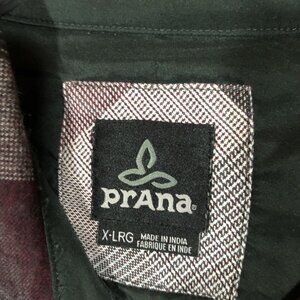 prAna
X-LRG MADE IN INDIA
FABRIQUE EN INDE